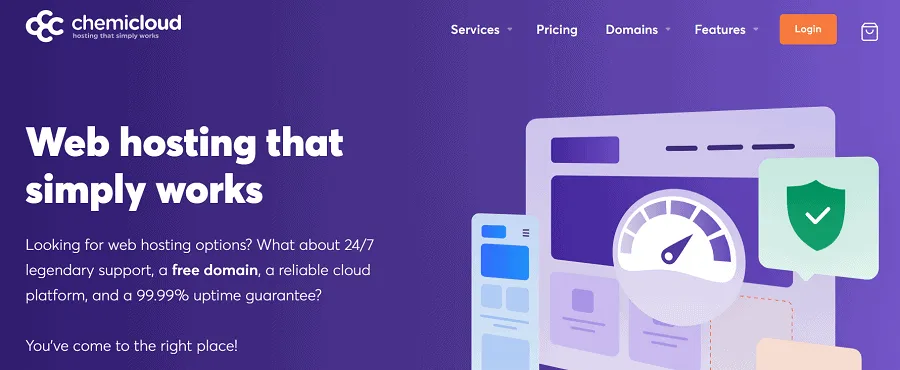 chemicloud
hosting that simply works
Services
Pricing
Domains
Features
Login
Web hosting that
simply works
Looking for web hosting options? What about 24/7
legendary support, a free domain, a reliable cloud
platform, and a 99.99% uptime guarantee?
You've come to the right place!